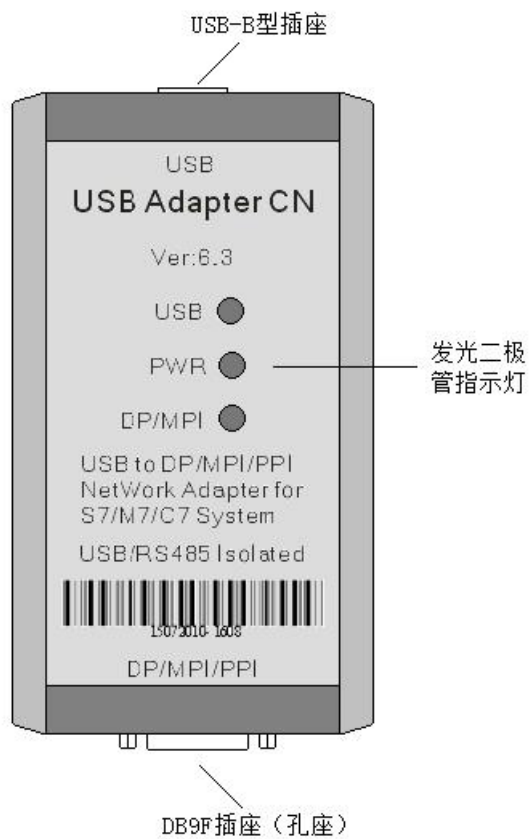 USB-B型插座
USB
USB Adapter CN
Ver:6.3
USB
PWR
发光二极
管指示灯
DP/MPI
USB to DP/MPI/PPI
NetWork Adapter for
S7/M7/C7 System
USB/RS485 Isolated
15072010-1608
DP/MPI/PPI
DB9F插座（孔座）